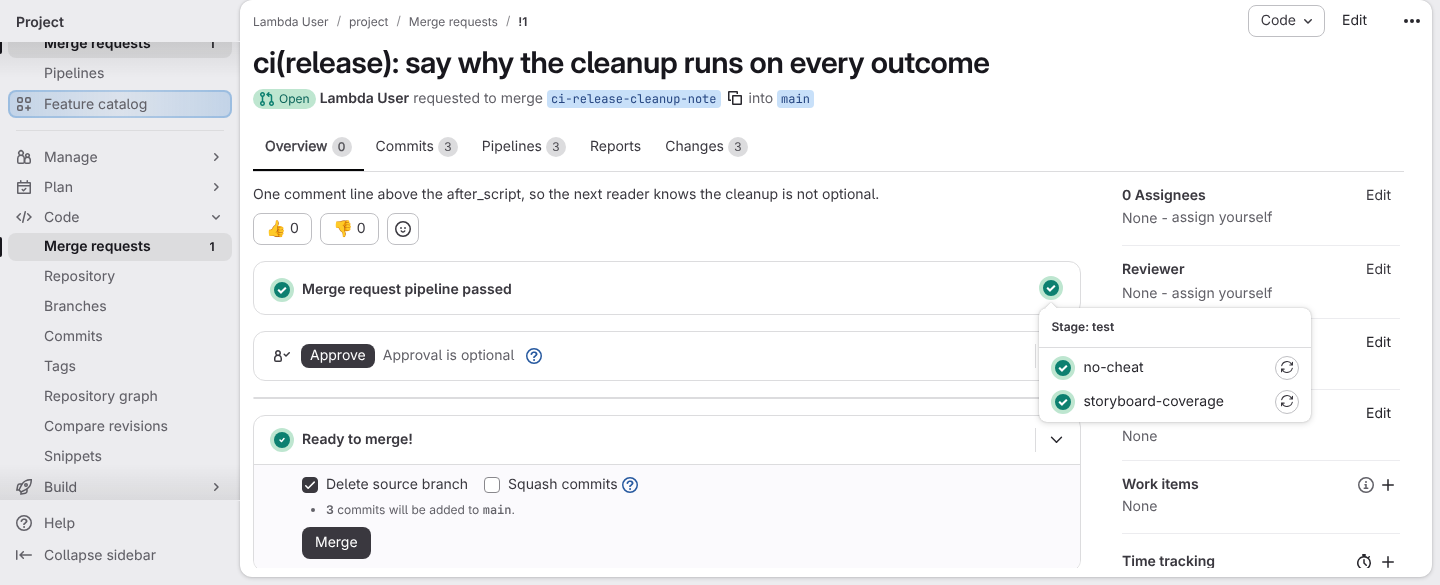 Project
Merge requests 1
Pipelines
Feature catalog
Manage
Plan
Code
Merge requests 1
Repository
Branches
Commits
Tags
Repository graph
Compare revisions
Snippets
Build
Help
Collapse sidebar
Lambda User / project / Merge requests / !1
Code
Edit
ci(release): say why the cleanup runs on every outcome
Open Lambda User requested to merge ci-release-cleanup-note into main
Overview 0 Commits 3 Pipelines 3 Reports Changes 3
One comment line above the after_script, so the next reader knows the cleanup is not optional.
👍 0 👎 0
Merge request pipeline passed
Approve Approval is optional
Ready to merge!
Delete source branch Squash commits
• 3 commits will be added to main.
Merge
Stage: test
no-cheat
storyboard-coverage
0 Assignees Edit
None - assign yourself
Reviewer Edit
None - assign yourself
Edit
Edit
None
Work items
None
Time tracking